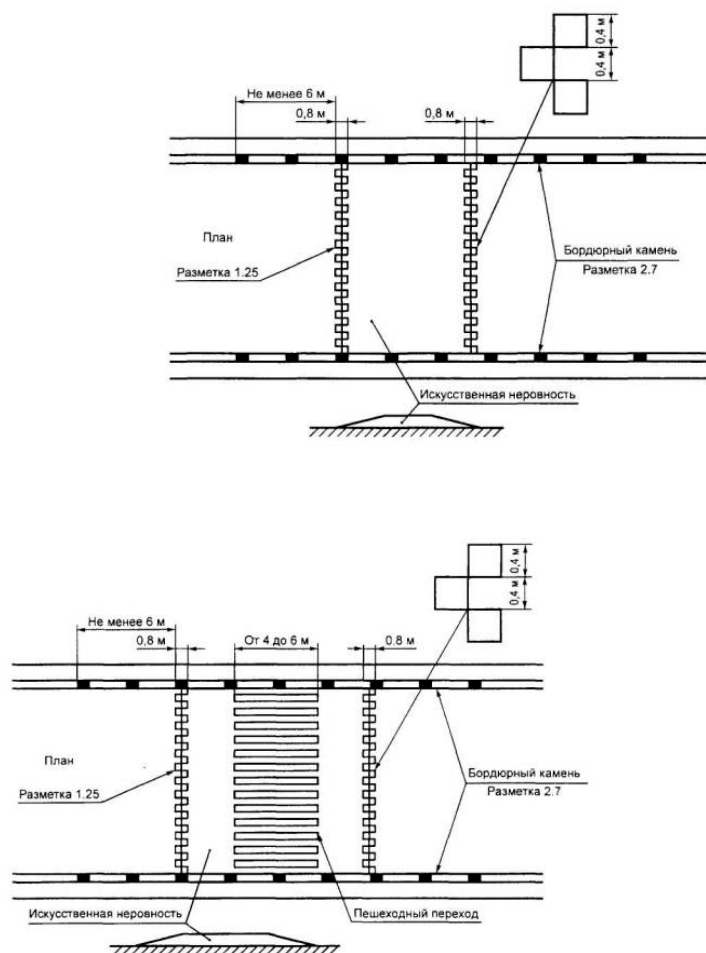 0,4 м
0,4 м
Не менее 6 м
0,8 м
0,8 м
План
Разметка 1.25
Бордюрный камень
Разметка 2.7
Искусственная неровность
0,4 м
0,4 м
Не менее 6 м
0,8 м
От 4 до 6 м
0.8 м
План
Разметка 1.25
Бордюрный камень
Разметка 2.7
Искусственная неровность
Пешеходный переход